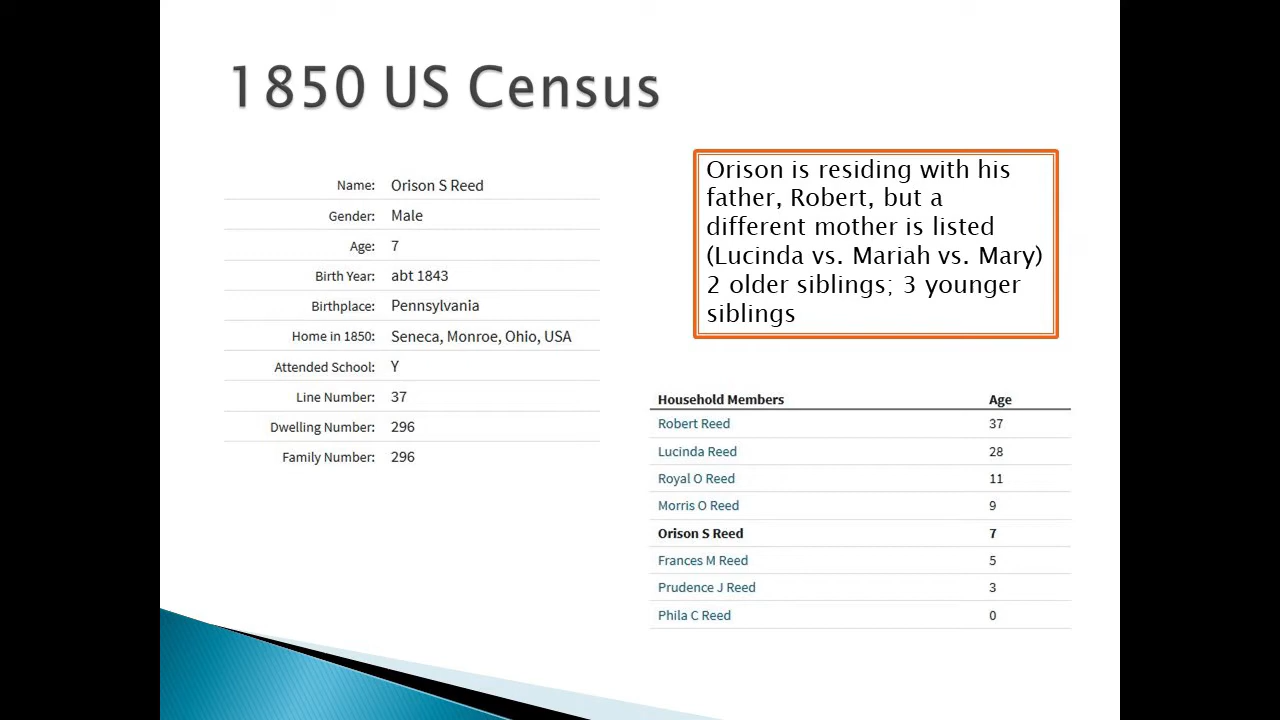 1850 US Census
Name: Orison S Reed
Gender: Male
Age: 7
Birth Year: abt 1843
Birthplace: Pennsylvania
Home in 1850: Seneca, Monroe, Ohio, USA
Attended School: Y
Line Number: 37
Dwelling Number: 296
Family Number: 296
Orison is residing with his
father, Robert, but a
different mother is listed
(Lucinda vs. Mariah vs. Mary)
2 older siblings; 3 younger
siblings
Household Members Age
Robert Reed 37
Lucinda Reed 28
Royal O Reed 11
Morris O Reed 9
Orison S Reed 7
Frances M Reed 5
Prudence J Reed 3
Phila C Reed 0